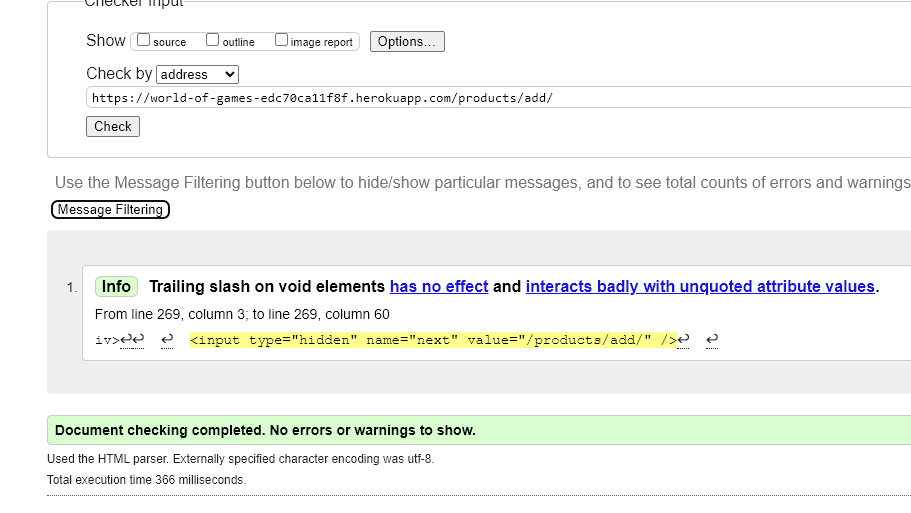 Checker Input
Show source outline image report Options...
Check by address
https://world-of-games-edc70ca11f8f.herokuapp.com/products/add/
Check
Use the Message Filtering button below to hide/show particular messages, and to see total counts of errors and warnings
Message Filtering
1. Info Trailing slash on void elements has no effect and interacts badly with unquoted attribute values.
From line 269, column 3; to line 269, column 60
iv>↩↩ ↩ <input type="hidden" name="next" value="/products/add/" />↩ ↩
Document checking completed. No errors or warnings to show.
Used the HTML parser. Externally specified character encoding was utf-8.
Total execution time 366 milliseconds.